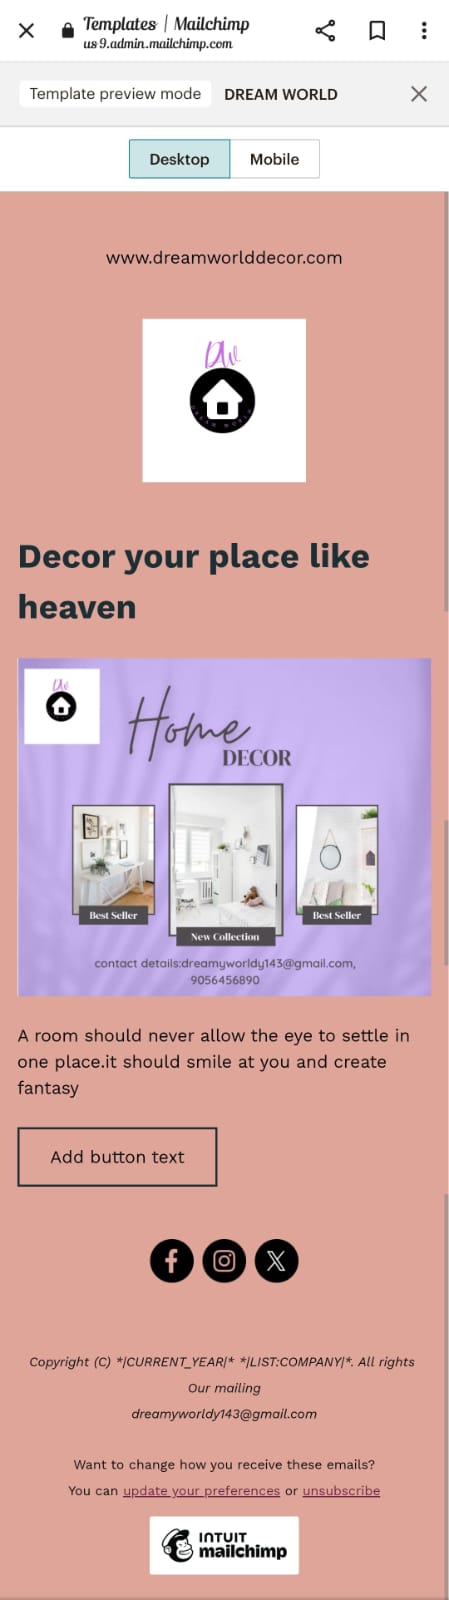 Templates | Mailchimp
us9.admin.mailchimp.com
Template preview mode DREAM WORLD
Desktop Mobile
www.dreamworlddecor.com
DW
DREAM WORLD
Decor your place like
heaven
DW
Home
DECOR
Best Seller
Best Seller
New Collection
contact details:dreamyworldy143@gmail.com,
9056456890
A room should never allow the eye to settle in
one place.it should smile at you and create
fantasy
Add button text
Copyright (C) *|CURRENT_YEAR|* *|LIST:COMPANY|*. All rights
Our mailing
dreamyworldy143@gmail.com
Want to change how you receive these emails?
You can update your preferences or unsubscribe
INTUIT
mailchimp